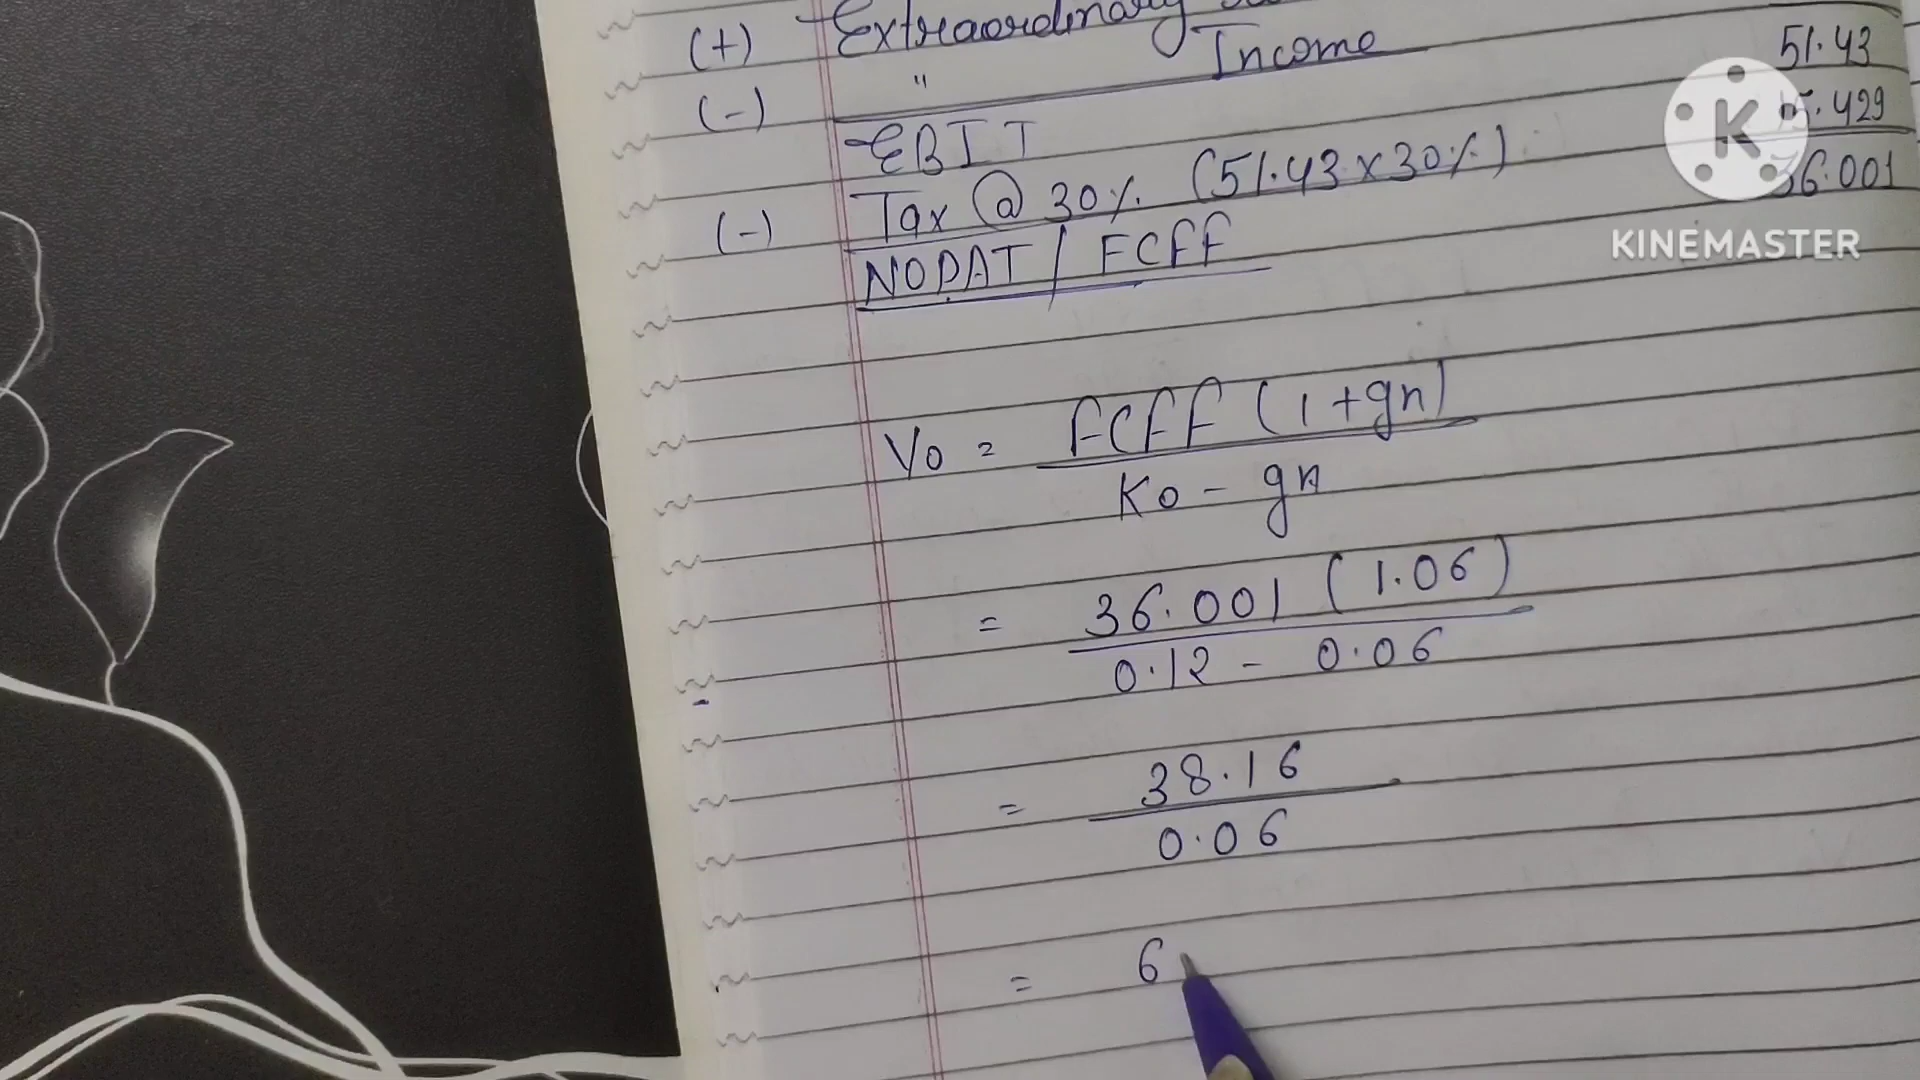 (+) Extraordinary
(-) " Income
EBIT 51.43
(-) Tax @ 30%. (51.43 x 30%) .429
NOPAT / FCFF 36.001
K
KINEMASTER
V0 = FCFF (1+gn)
K0 - gn
= 36.001 (1.06)
0.12 - 0.06
= 38.16
0.06
= 6